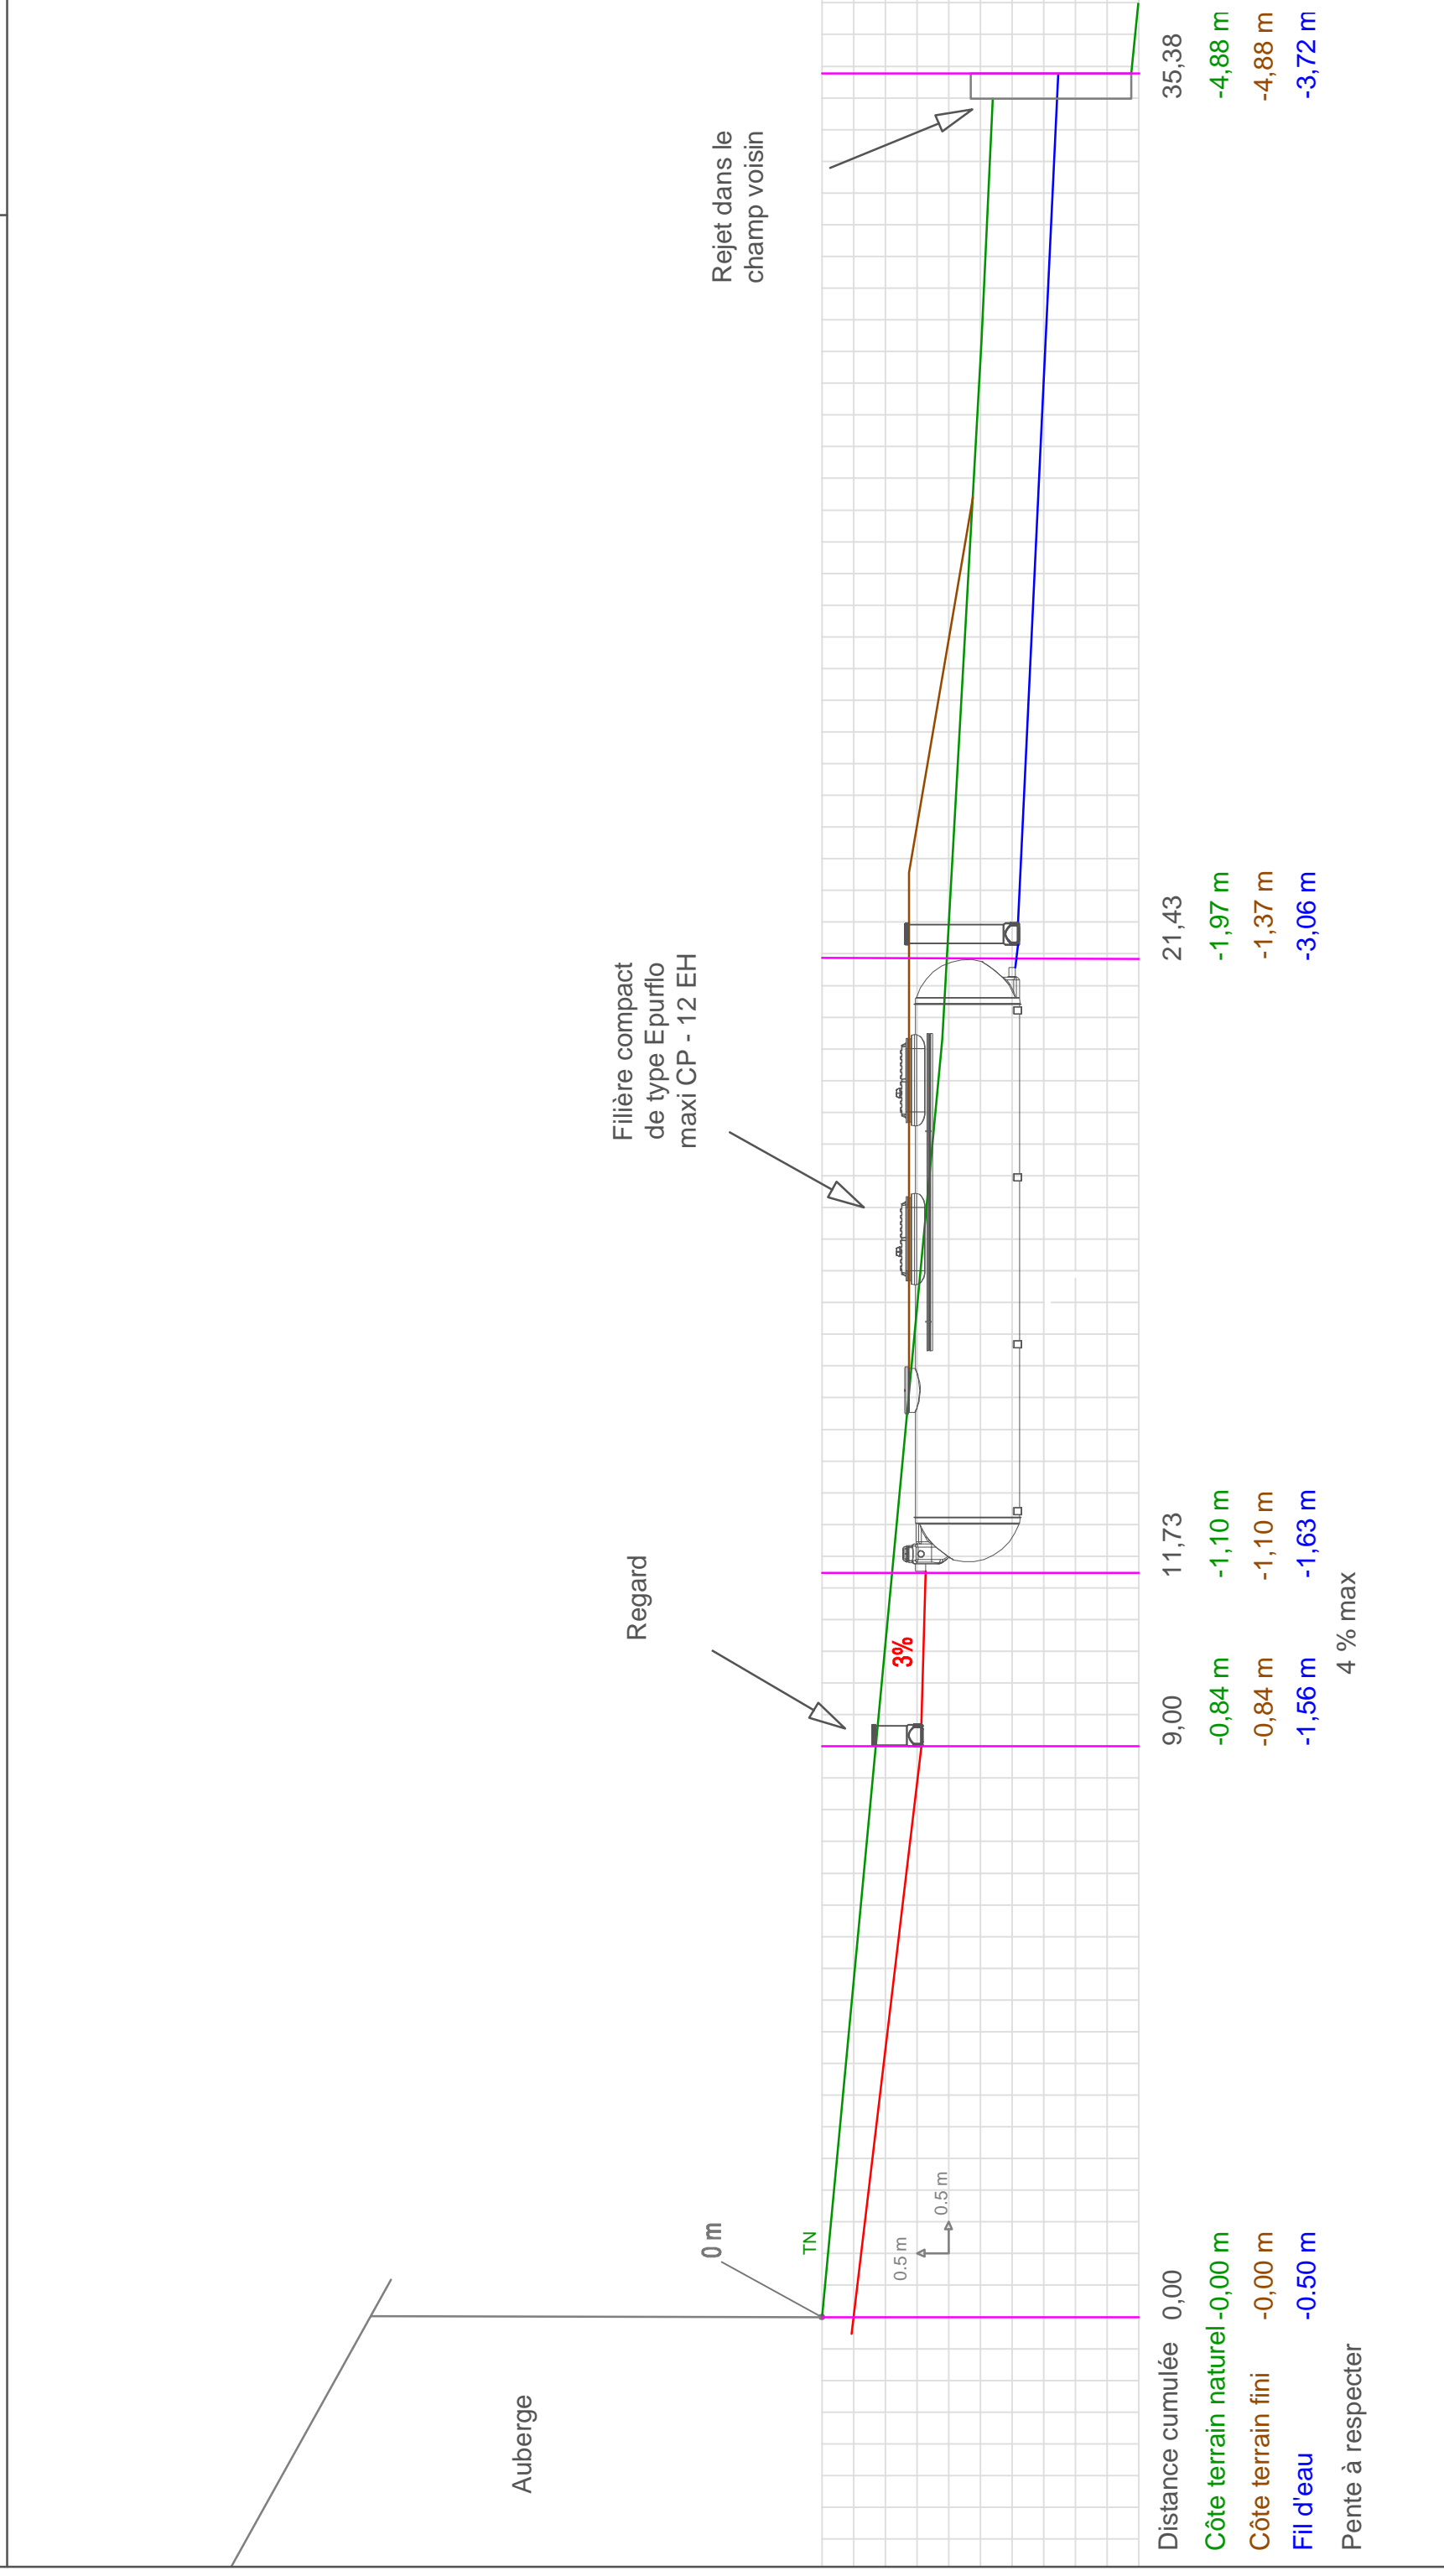 Auberge
0 m
TN
0.5 m
0.5 m
Regard
3%
Filière compact
de type Epurflo
maxi CP - 12 EH
Rejet dans le
champ voisin
Distance cumulée 0,00 9,00 11,73 21,43 35,38
Côte terrain naturel -0,00 m -0,84 m -1,10 m -1,97 m -4,88 m
Côte terrain fini -0,00 m -0,84 m -1,10 m -1,37 m -4,88 m
Fil d'eau -0.50 m -1,56 m -1,63 m -3,06 m -3,72 m
Pente à respecter 4 % max